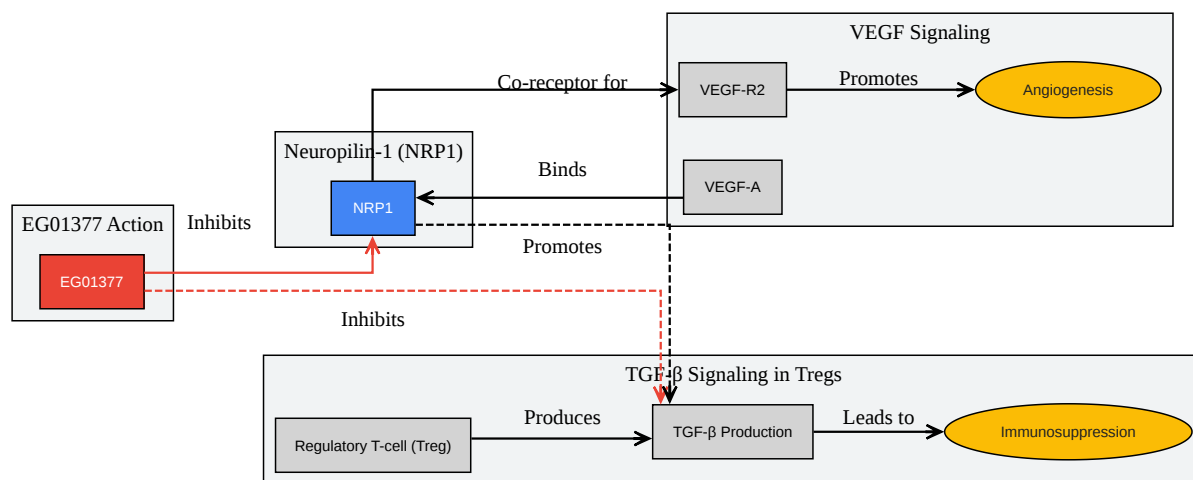 VEGF Signaling
Co-receptor for
VEGF-R2
Promotes
Angiogenesis
Neuropilin-1 (NRP1)
Binds
VEGF-A
NRP1
EG01377 Action
Inhibits
Promotes
EG01377
Inhibits
TGF-β Signaling in Tregs
Produces
Leads to
Regulatory T-cell (Treg)
TGF-β Production
Immunosuppression